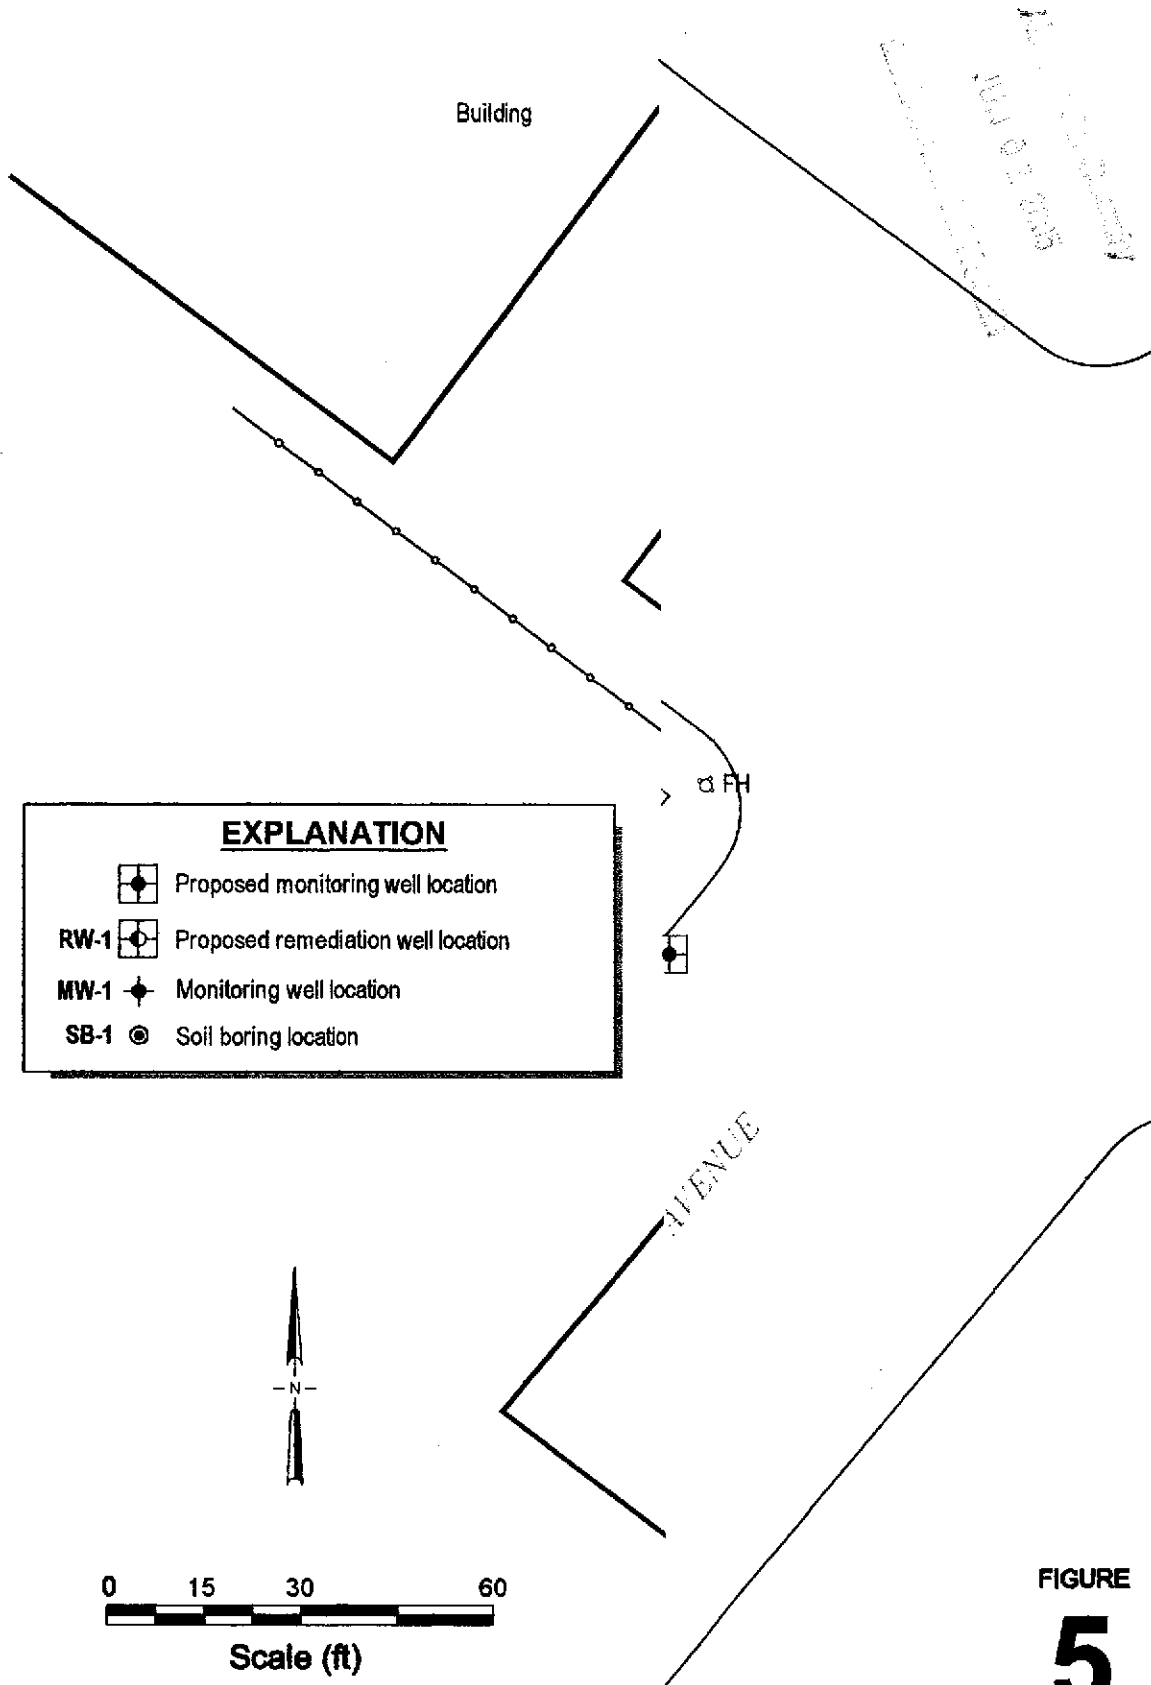 Building
FH
EXPLANATION
Proposed monitoring well location
RW-1 Proposed remediation well location
MW-1 Monitoring well location
SB-1 Soil boring location
AVENUE
N
0 15 30 60
Scale (ft)
FIGURE
5